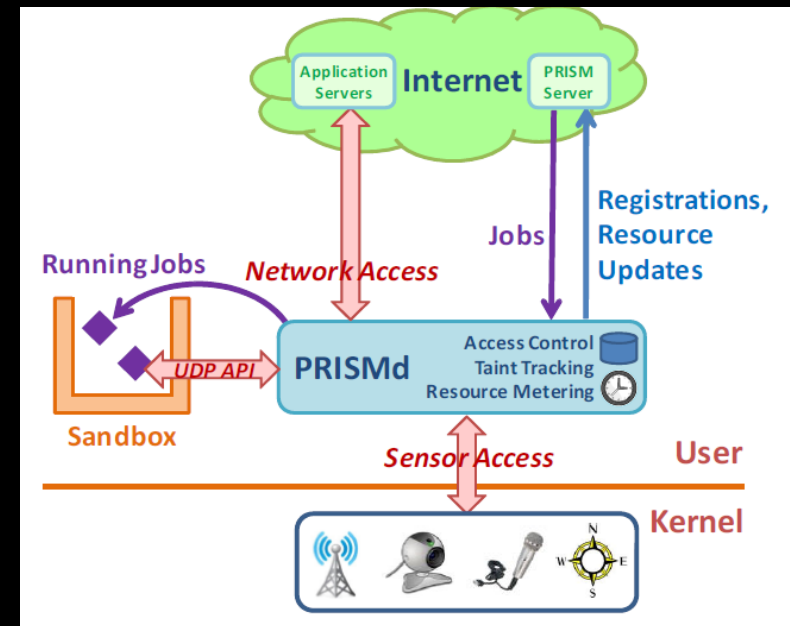 Application
Servers
Internet
PRISM
Server
Registrations,
Resource
Updates
Jobs
Running Jobs
Network Access
PRISMd
Access Control
Taint Tracking
Resource Metering
UDP API
Sandbox
Sensor Access
User
Kernel
N
W
E
S